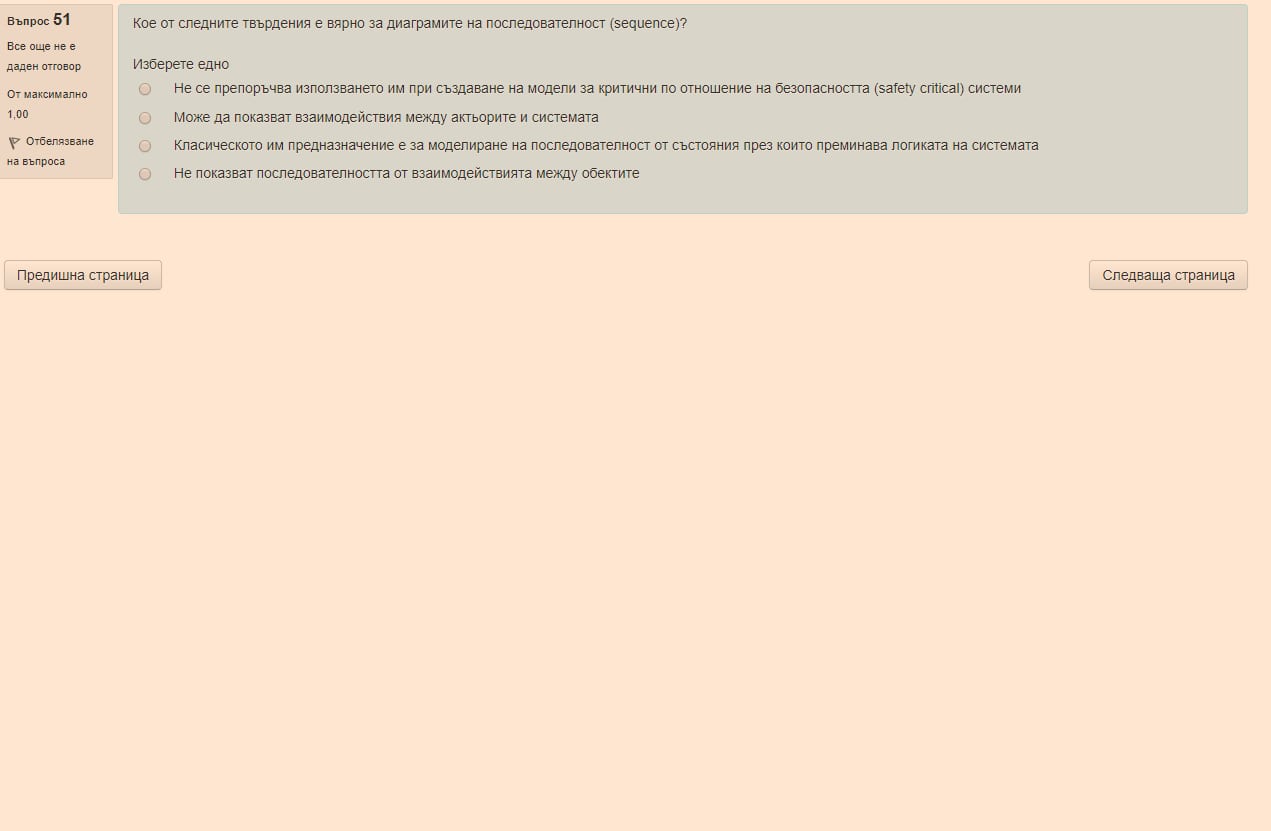 Въпрос 51
Все още не е
даден отговор
От максимално
1,00
Отбелязване
на въпроса
Кое от следните твърдения е вярно за диаграмите на последователност (sequence)?
Изберете едно
Не се препоръчва използването им при създаване на модели за критични по отношение на безопасността (safety critical) системи
Може да показват взаимодействия между актьорите и системата
Класическото им предназначение е за моделиране на последователност от състояния през които преминава логиката на системата
Не показват последователността от взаимодействията между обектите
Предишна страница
Следваща страница